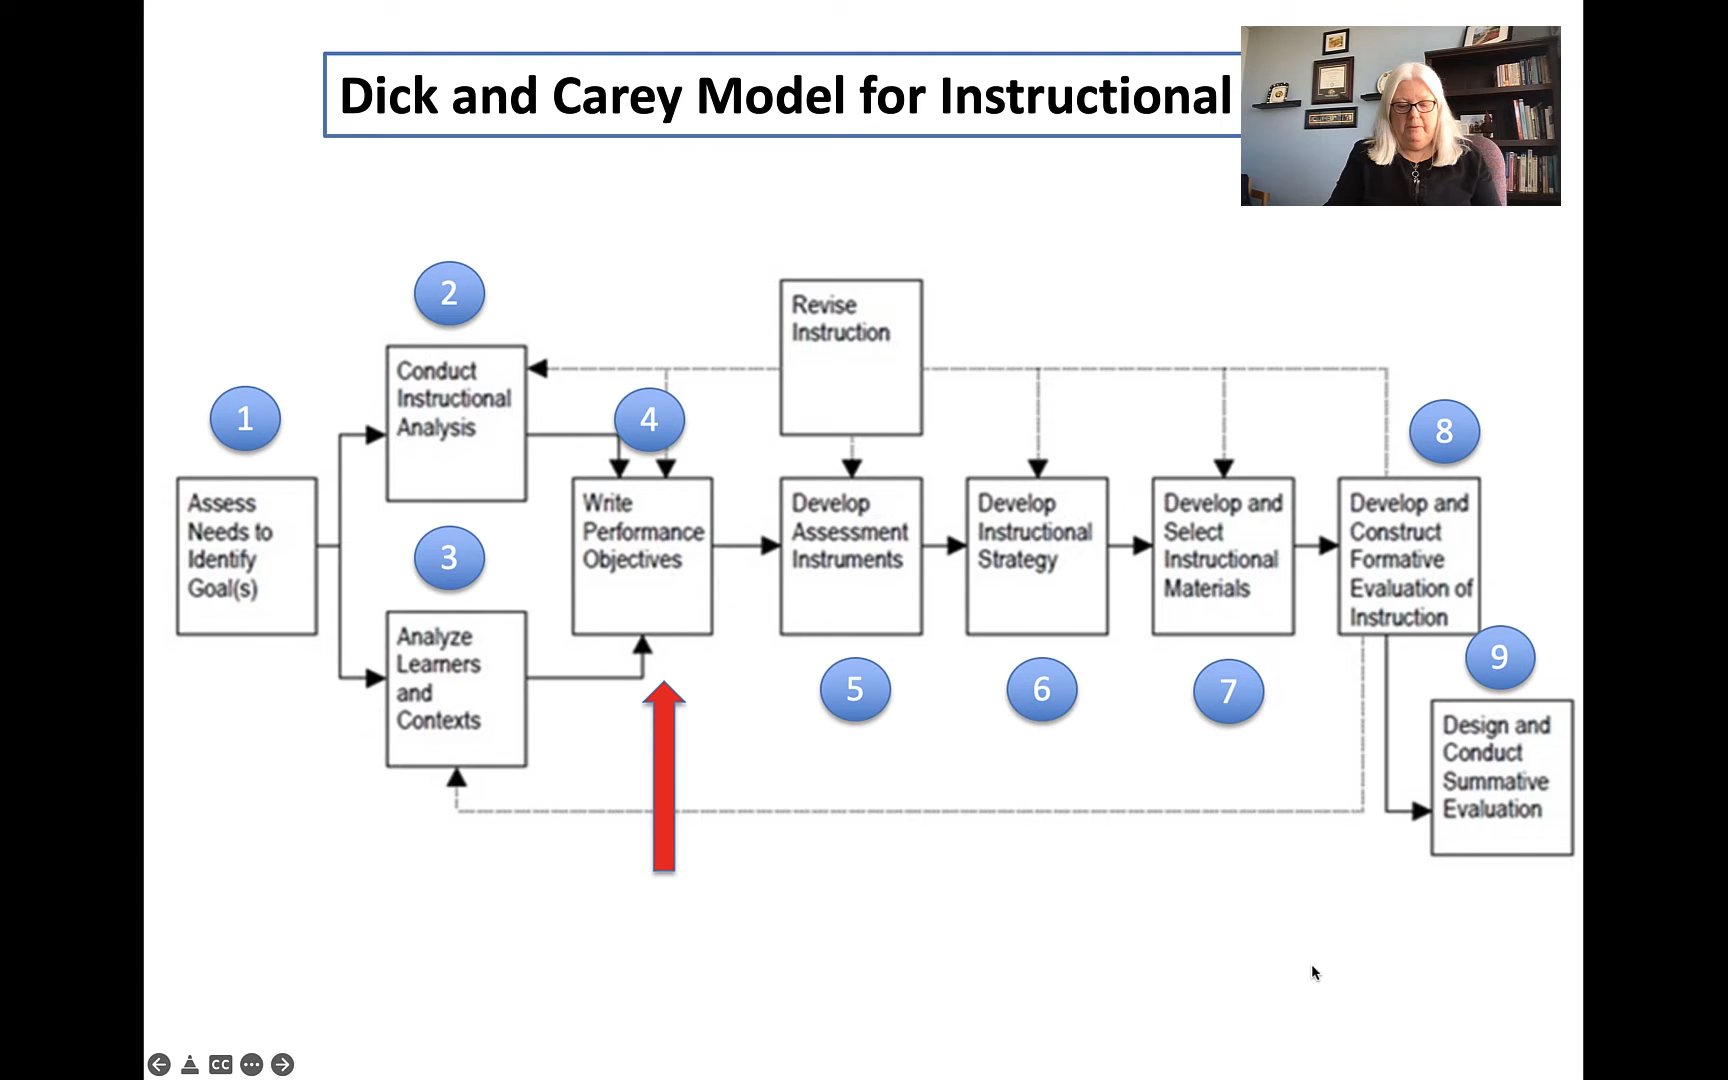 Dick and Carey Model for Instructional
2
Revise
Instruction
Conduct
Instructional
Analysis
1
4
8
Assess
Needs to
Identify
Goal(s)
3
Write
Performance
Objectives
Develop
Assessment
Instruments
Develop
Instructional
Strategy
Develop and
Select
Instructional
Materials
Develop and
Construct
Formative
Evaluation of
Instruction
Analyze
Learners
and
Contexts
5
6
7
9
Design and
Conduct
Summative
Evaluation
CC